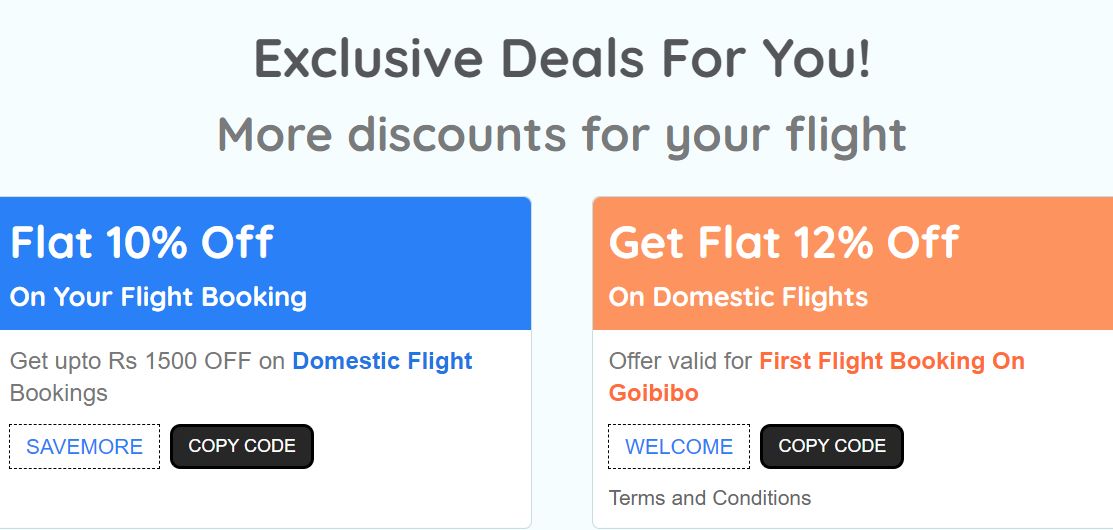 Exclusive Deals For You!
More discounts for your flight
Flat 10% Off
On Your Flight Booking
Get upto Rs 1500 OFF on Domestic Flight
Bookings
SAVEMORE
COPY CODE
Get Flat 12% Off
On Domestic Flights
Offer valid for First Flight Booking On
Goibibo
WELCOME
COPY CODE
Terms and Conditions